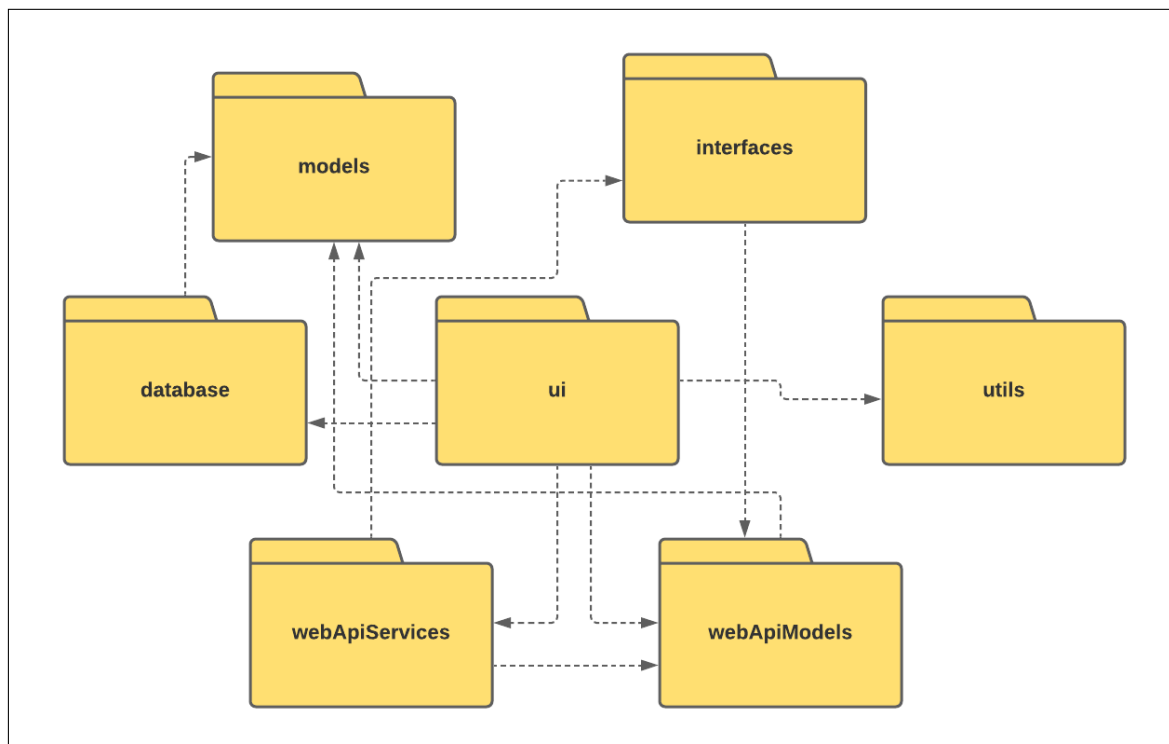 models
interfaces
database
ui
utils
webApiServices
webApiModels